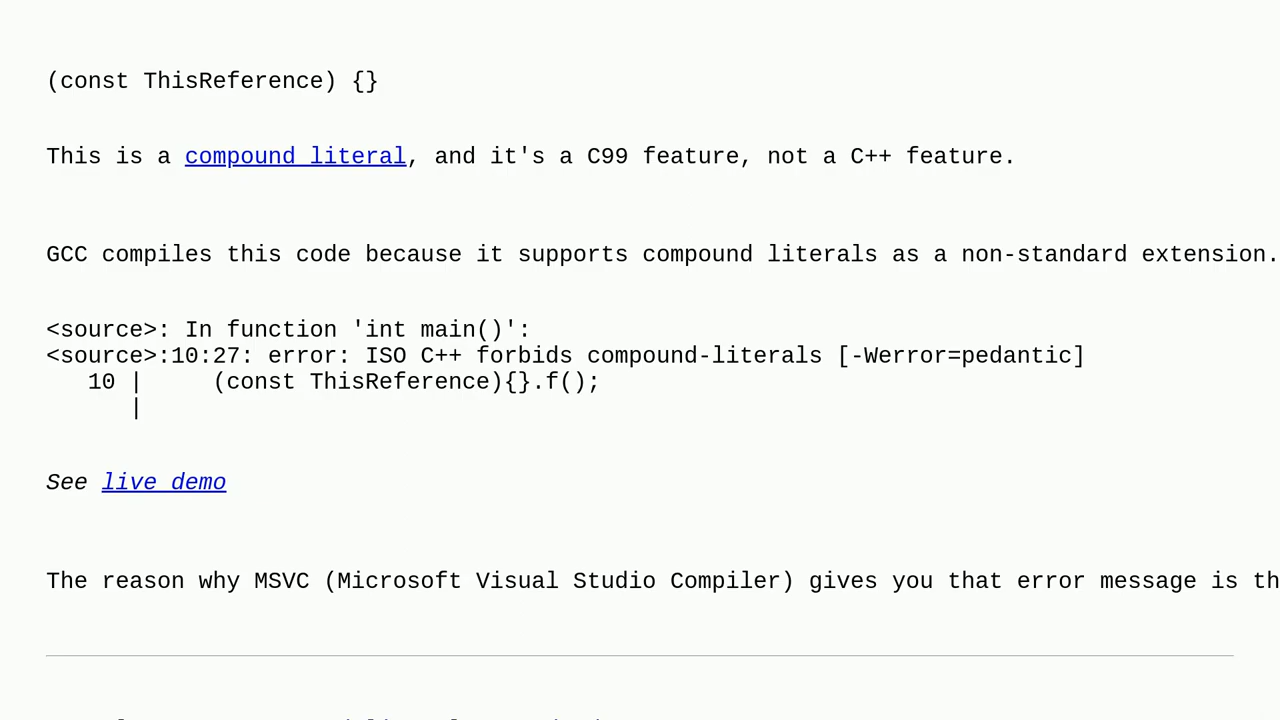 (const ThisReference) {}
This is a compound literal, and it's a C99 feature, not a C++ feature.
GCC compiles this code because it supports compound literals as a non-standard extension.
<source>: In function 'int main()':
<source>:10:27: error: ISO C++ forbids compound-literals [-Werror=pedantic]
   10 |     (const ThisReference){}.f();
      |
See live demo
The reason why MSVC (Microsoft Visual Studio Compiler) gives you that error message is